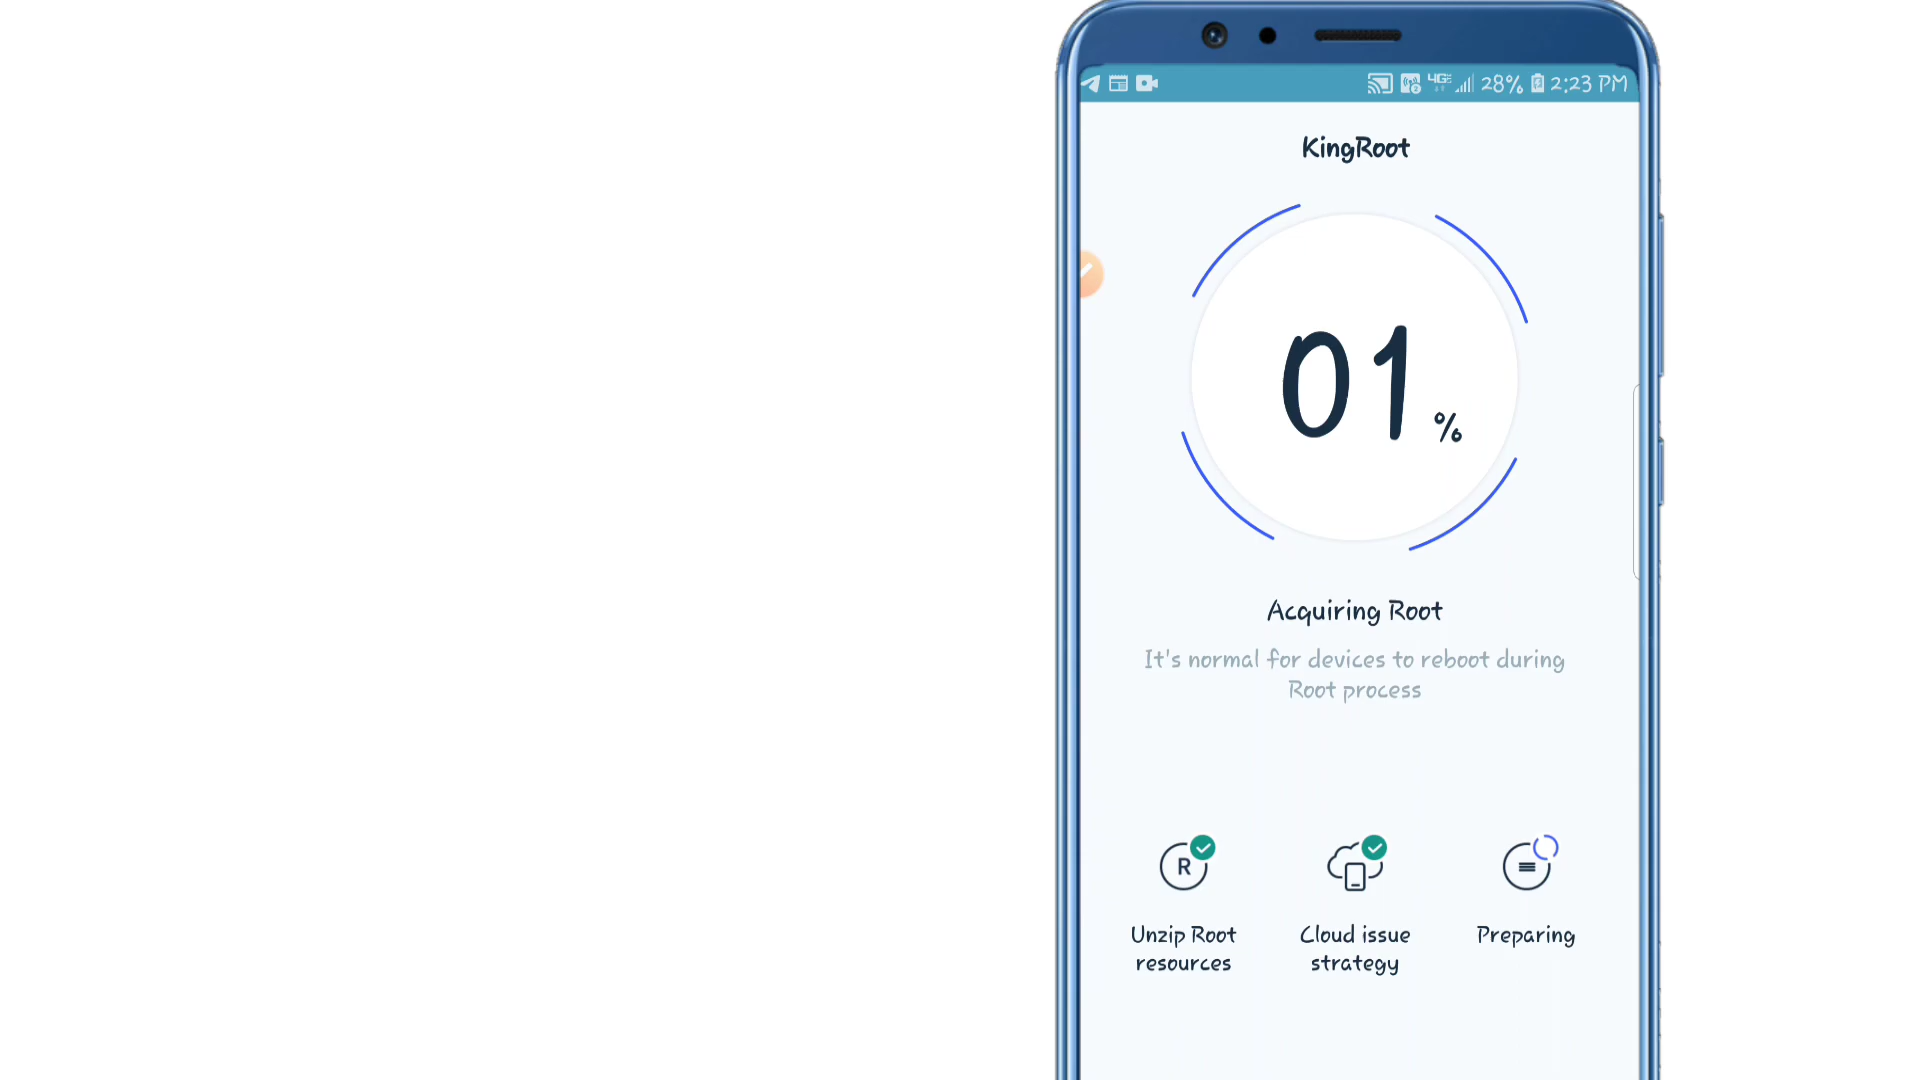 28% 2:23 PM
KingRoot
01 %
Acquiring Root
It's normal for devices to reboot during
Root process
R
Unzip Root
resources
Cloud issue
strategy
Preparing